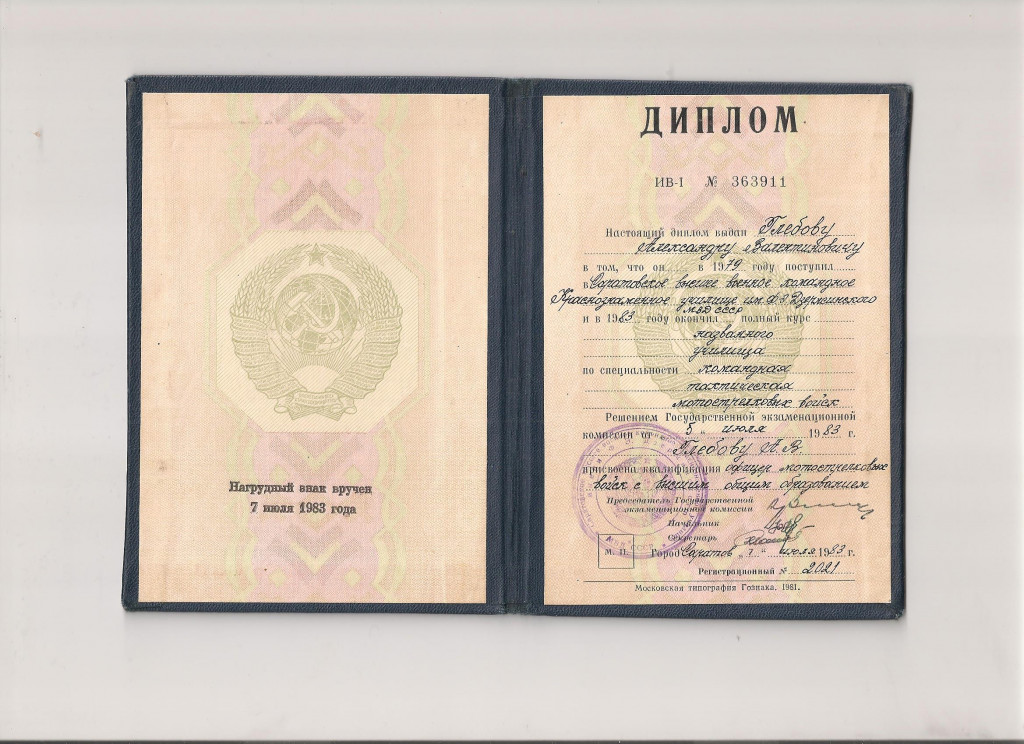 Нагрудный знак вручен
7 июля 1983 года
ДИПЛОМ
ИВ-I № 363911
Настоящий диплом выдан Глебову
Александру Валентиновичу
в том, что он в 1979 году поступил
в Саратовское высшее военное командное
Краснознаменное училище им. Ф.Э. Дзержинского
МВД СССР
и в 1983 году окончил полный курс
названного
училища
по специальности командная
тактическая
мотострелковых войск
Решением Государственной экзаменационной
комиссии от 5 " июля 1983 г.
Глебову А.В.
присвоена квалификация офицер мотострелковых
войск с высшим общим образованием
Председатель Государственной
экзаменационной комиссии
Начальник
Секретарь
М. П. Город Саратов " 7 " июля 1983 г.
МВД СССР
Регистрационный № 2021
Московская типография Гознака. 1981.